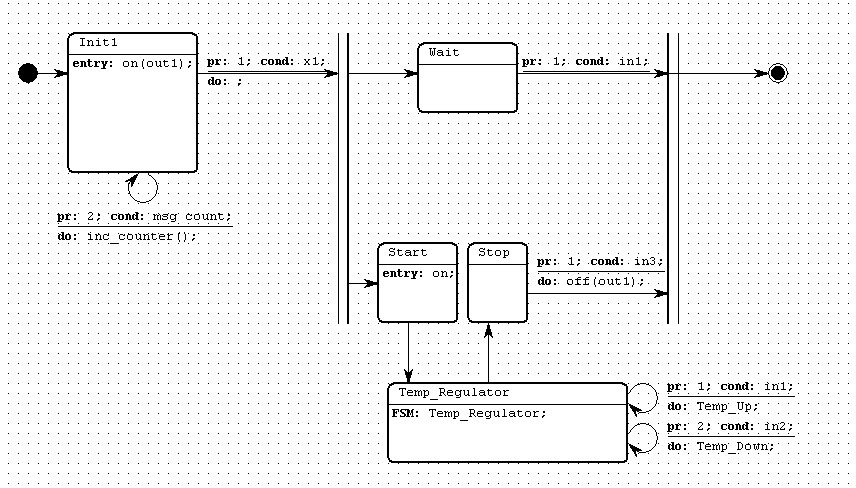 Init1
entry: on(out1);
pr: 1; cond: x1;
do: ;
Wait
pr: 1; cond: in1;
pr: 2; cond: msg_count;
do: inc_counter();
Start
entry: on;
Stop
pr: 1; cond: in3;
do: off(out1);
Temp_Regulator
FSM: Temp_Regulator;
pr: 1; cond: in1;
do: Temp_Up;
pr: 2; cond: in2;
do: Temp_Down;